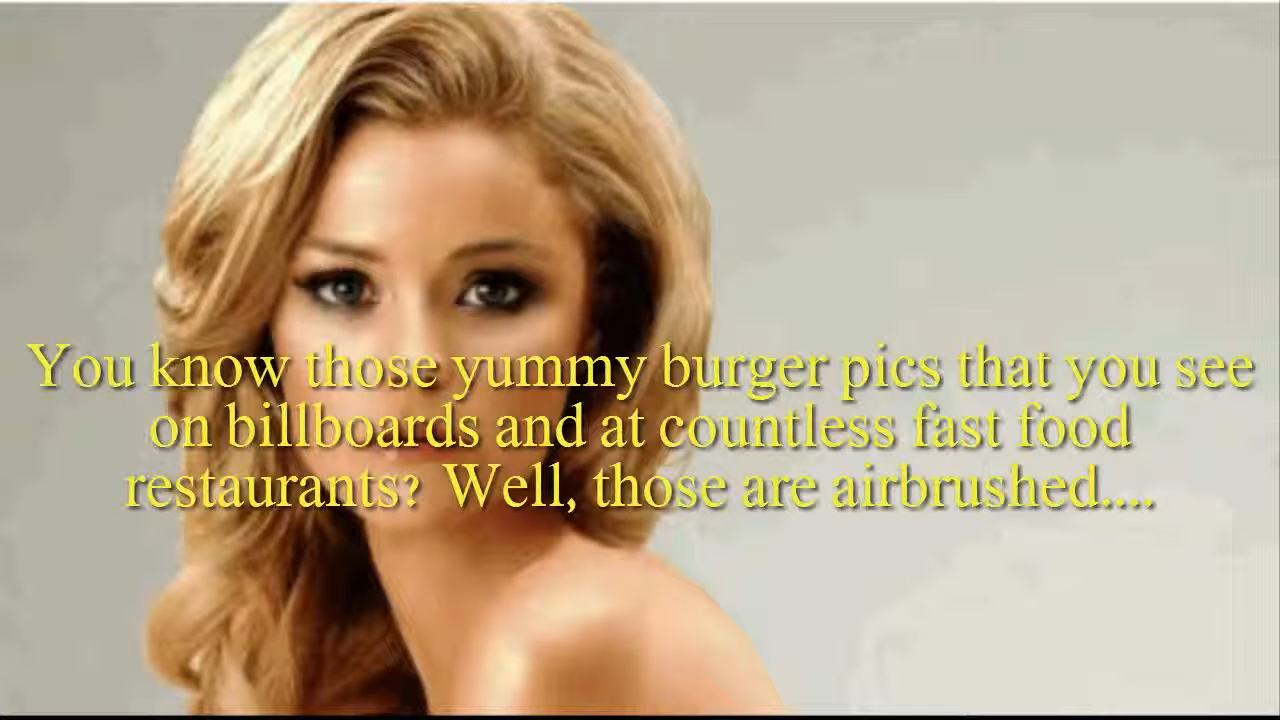 You know those yummy burger pics that you see
on billboards and at countless fast food
restaurants? Well, those are airbrushed....